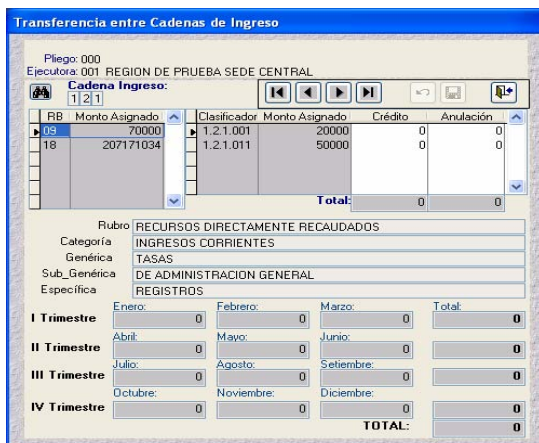 Transferencia entre Cadenas de Ingreso
Pliego: 000
Ejecutora: 001 REGION DE PRUEBA SEDE CENTRAL
Cadena Ingreso:
1 2 1
RB Monto Asignado Clasificador Monto Asignado Crédito Anulación
09 70000 1.2.1.001 20000 0 0
18 207171034 1.2.1.011 50000 0 0
Total: 0 0
Rubro RECURSOS DIRECTAMENTE RECAUDADOS
Categoría INGRESOS CORRIENTES
Genérica TASAS
Sub_Genérica DE ADMINISTRACION GENERAL
Específica REGISTROS
Enero: Febrero: Marzo: Total:
I Trimestre 0 0 0 0
Abril: Mayo: Junio:
II Trimestre 0 0 0 0
Julio: Agosto: Setiembre:
III Trimestre 0 0 0 0
Octubre: Noviembre: Diciembre:
IV Trimestre 0 0 0 0
TOTAL: 0